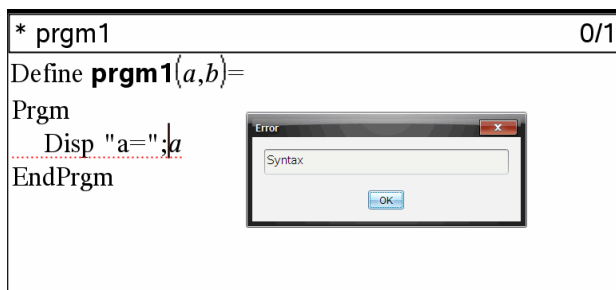 * prgm1 0/1
Define prgm1(a,b)=
Prgm
Disp "a=";a
EndPrgm
Error
Syntax
OK